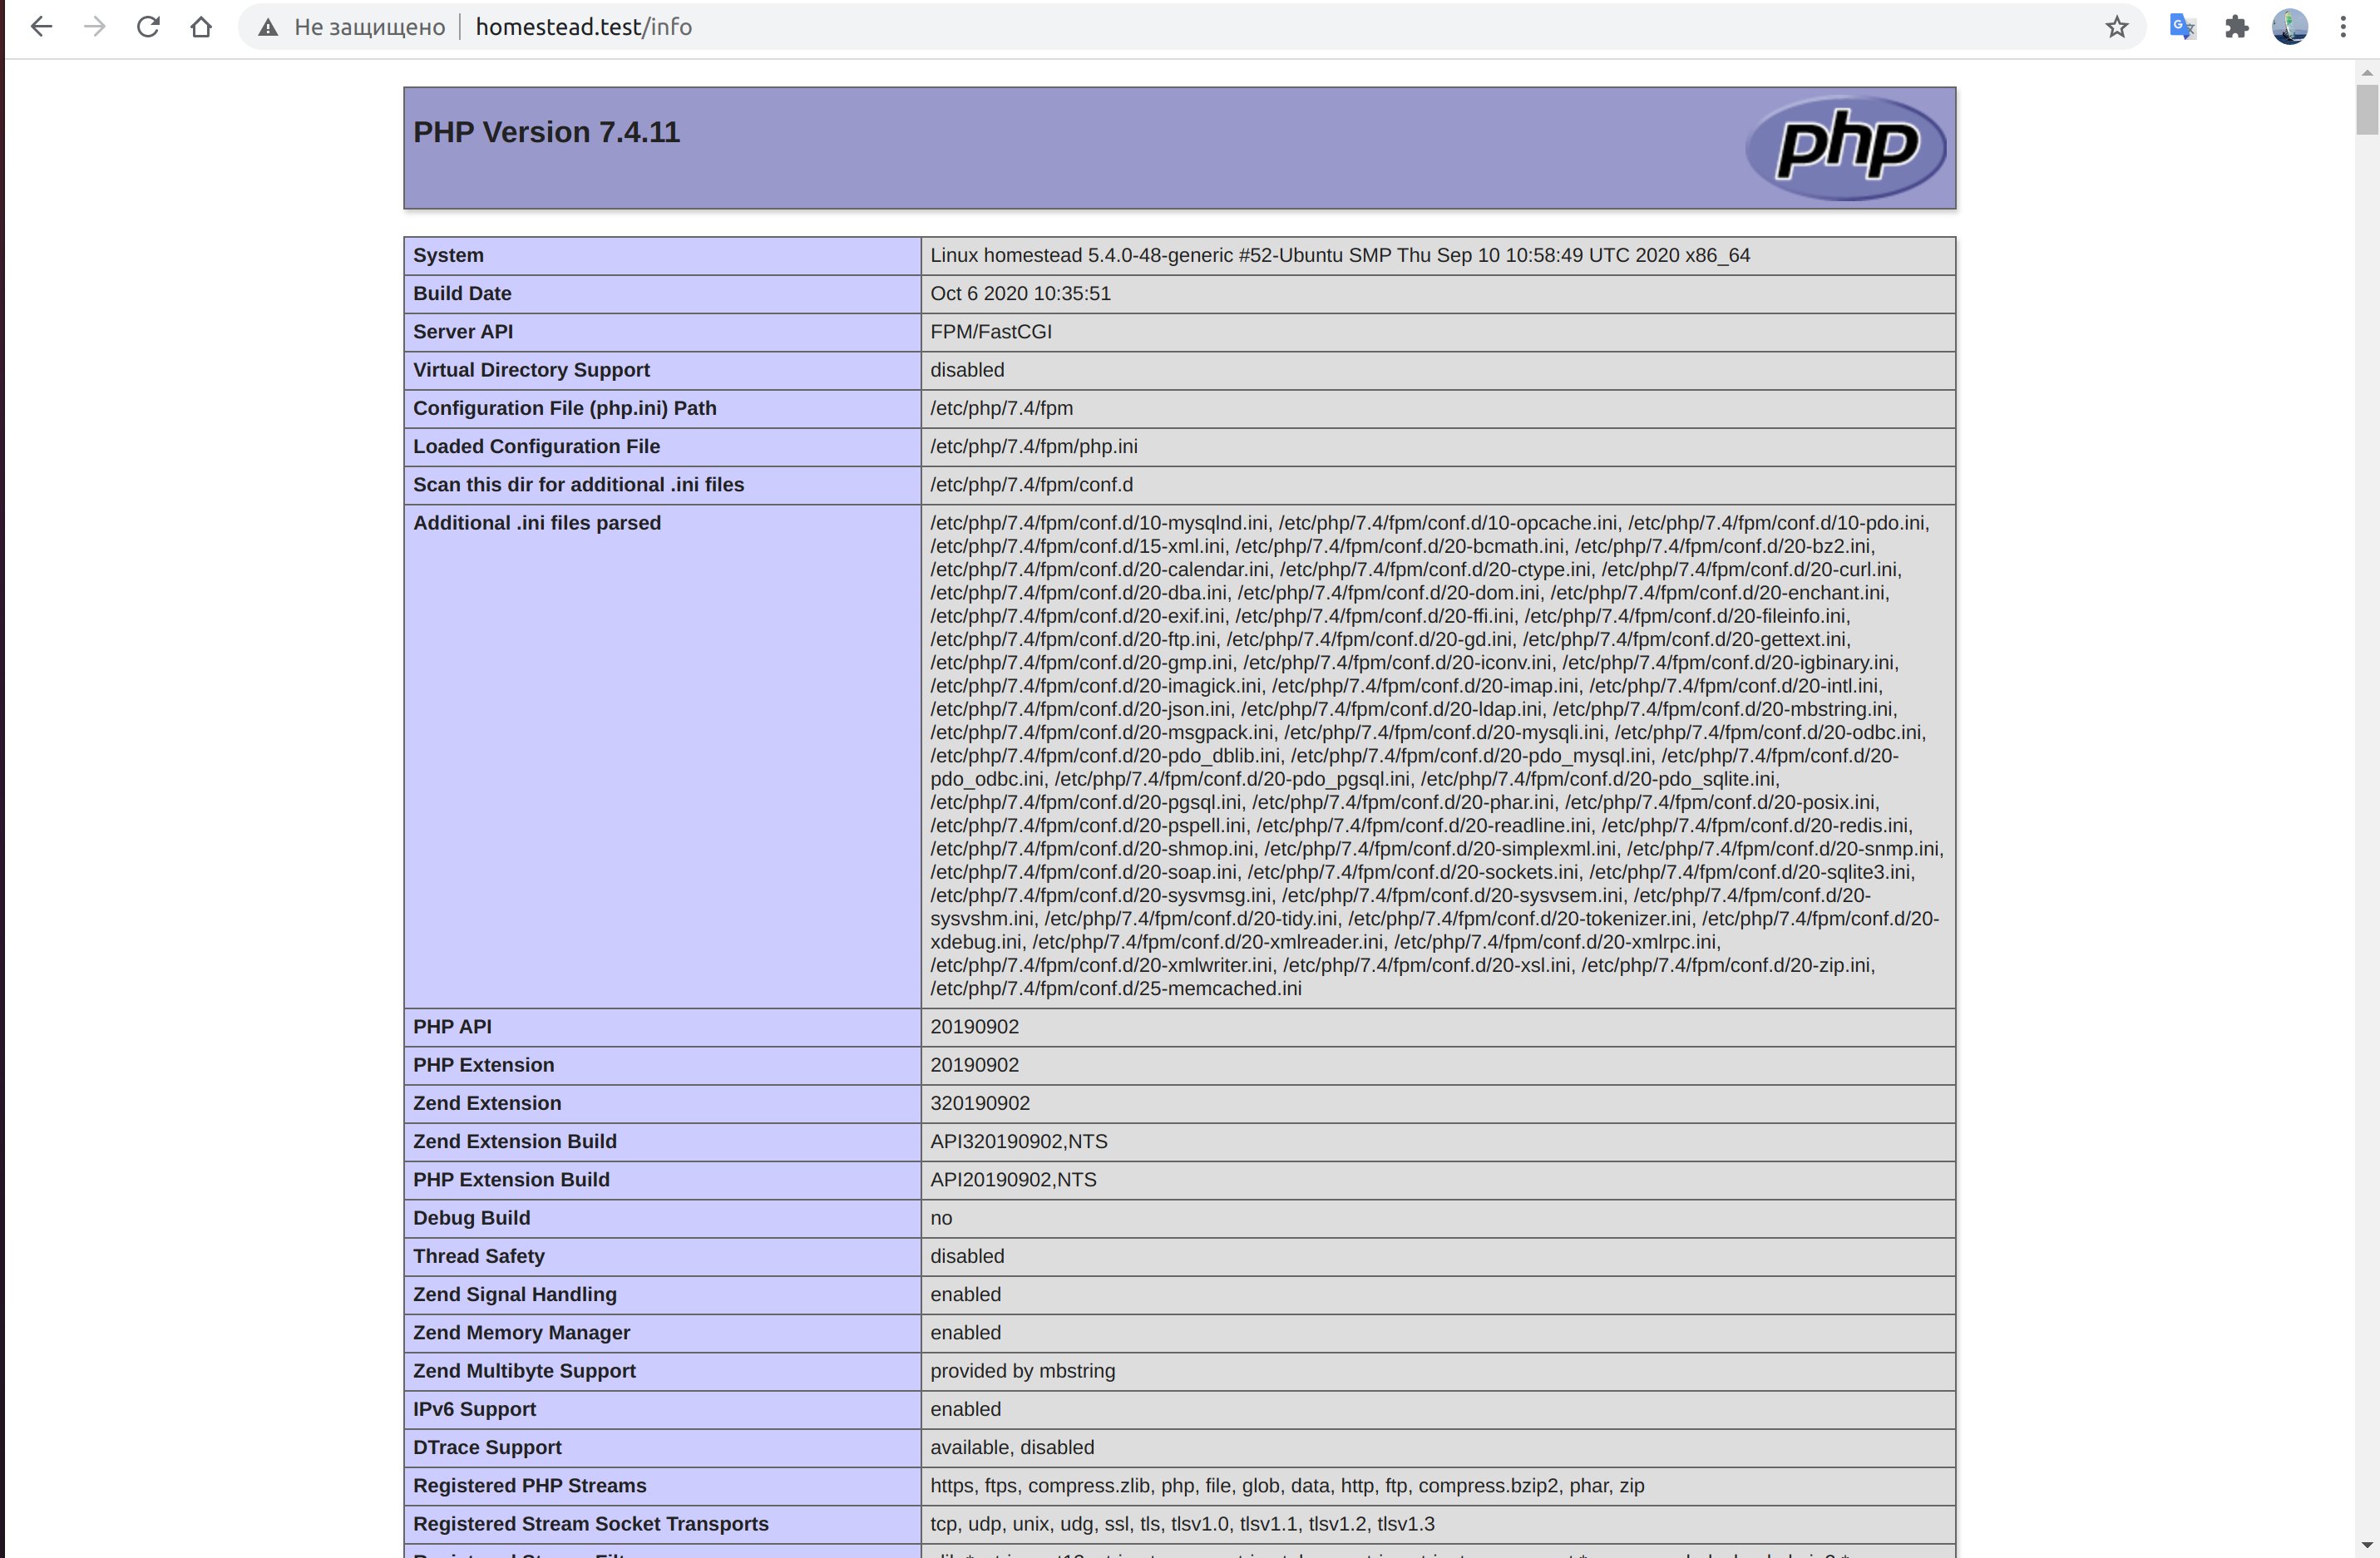 Не защищено homestead.test/info
PHP Version 7.4.11
php
System Linux homestead 5.4.0-48-generic #52-Ubuntu SMP Thu Sep 10 10:58:49 UTC 2020 x86_64
Build Date Oct 6 2020 10:35:51
Server API FPM/FastCGI
Virtual Directory Support disabled
Configuration File (php.ini) Path /etc/php/7.4/fpm
Loaded Configuration File /etc/php/7.4/fpm/php.ini
Scan this dir for additional .ini files /etc/php/7.4/fpm/conf.d
Additional .ini files parsed /etc/php/7.4/fpm/conf.d/10-mysqlnd.ini, /etc/php/7.4/fpm/conf.d/10-opcache.ini, /etc/php/7.4/fpm/conf.d/10-pdo.ini,
/etc/php/7.4/fpm/conf.d/15-xml.ini, /etc/php/7.4/fpm/conf.d/20-bcmath.ini, /etc/php/7.4/fpm/conf.d/20-bz2.ini,
/etc/php/7.4/fpm/conf.d/20-calendar.ini, /etc/php/7.4/fpm/conf.d/20-ctype.ini, /etc/php/7.4/fpm/conf.d/20-curl.ini,
/etc/php/7.4/fpm/conf.d/20-dba.ini, /etc/php/7.4/fpm/conf.d/20-dom.ini, /etc/php/7.4/fpm/conf.d/20-enchant.ini,
/etc/php/7.4/fpm/conf.d/20-exif.ini, /etc/php/7.4/fpm/conf.d/20-ffi.ini, /etc/php/7.4/fpm/conf.d/20-fileinfo.ini,
/etc/php/7.4/fpm/conf.d/20-ftp.ini, /etc/php/7.4/fpm/conf.d/20-gd.ini, /etc/php/7.4/fpm/conf.d/20-gettext.ini,
/etc/php/7.4/fpm/conf.d/20-gmp.ini, /etc/php/7.4/fpm/conf.d/20-iconv.ini, /etc/php/7.4/fpm/conf.d/20-igbinary.ini,
/etc/php/7.4/fpm/conf.d/20-imagick.ini, /etc/php/7.4/fpm/conf.d/20-imap.ini, /etc/php/7.4/fpm/conf.d/20-intl.ini,
/etc/php/7.4/fpm/conf.d/20-json.ini, /etc/php/7.4/fpm/conf.d/20-ldap.ini, /etc/php/7.4/fpm/conf.d/20-mbstring.ini,
/etc/php/7.4/fpm/conf.d/20-msgpack.ini, /etc/php/7.4/fpm/conf.d/20-mysqli.ini, /etc/php/7.4/fpm/conf.d/20-odbc.ini,
/etc/php/7.4/fpm/conf.d/20-pdo_dblib.ini, /etc/php/7.4/fpm/conf.d/20-pdo_mysql.ini, /etc/php/7.4/fpm/conf.d/20-
pdo_odbc.ini, /etc/php/7.4/fpm/conf.d/20-pdo_pgsql.ini, /etc/php/7.4/fpm/conf.d/20-pdo_sqlite.ini,
/etc/php/7.4/fpm/conf.d/20-pgsql.ini, /etc/php/7.4/fpm/conf.d/20-phar.ini, /etc/php/7.4/fpm/conf.d/20-posix.ini,
/etc/php/7.4/fpm/conf.d/20-pspell.ini, /etc/php/7.4/fpm/conf.d/20-readline.ini, /etc/php/7.4/fpm/conf.d/20-redis.ini,
/etc/php/7.4/fpm/conf.d/20-shmop.ini, /etc/php/7.4/fpm/conf.d/20-simplexml.ini, /etc/php/7.4/fpm/conf.d/20-snmp.ini,
/etc/php/7.4/fpm/conf.d/20-soap.ini, /etc/php/7.4/fpm/conf.d/20-sockets.ini, /etc/php/7.4/fpm/conf.d/20-sqlite3.ini,
/etc/php/7.4/fpm/conf.d/20-sysvmsg.ini, /etc/php/7.4/fpm/conf.d/20-sysvsem.ini, /etc/php/7.4/fpm/conf.d/20-
sysvshm.ini, /etc/php/7.4/fpm/conf.d/20-tidy.ini, /etc/php/7.4/fpm/conf.d/20-tokenizer.ini, /etc/php/7.4/fpm/conf.d/20-
xdebug.ini, /etc/php/7.4/fpm/conf.d/20-xmlreader.ini, /etc/php/7.4/fpm/conf.d/20-xmlrpc.ini,
/etc/php/7.4/fpm/conf.d/20-xmlwriter.ini, /etc/php/7.4/fpm/conf.d/20-xsl.ini, /etc/php/7.4/fpm/conf.d/20-zip.ini,
/etc/php/7.4/fpm/conf.d/25-memcached.ini
PHP API 20190902
PHP Extension 20190902
Zend Extension 320190902
Zend Extension Build API320190902,NTS
PHP Extension Build API20190902,NTS
Debug Build no
Thread Safety disabled
Zend Signal Handling enabled
Zend Memory Manager enabled
Zend Multibyte Support provided by mbstring
IPv6 Support enabled
DTrace Support available, disabled
Registered PHP Streams https, ftps, compress.zlib, php, file, glob, data, http, ftp, compress.bzip2, phar, zip
Registered Stream Socket Transports tcp, udp, unix, udg, ssl, tls, tlsv1.0, tlsv1.1, tlsv1.2, tlsv1.3